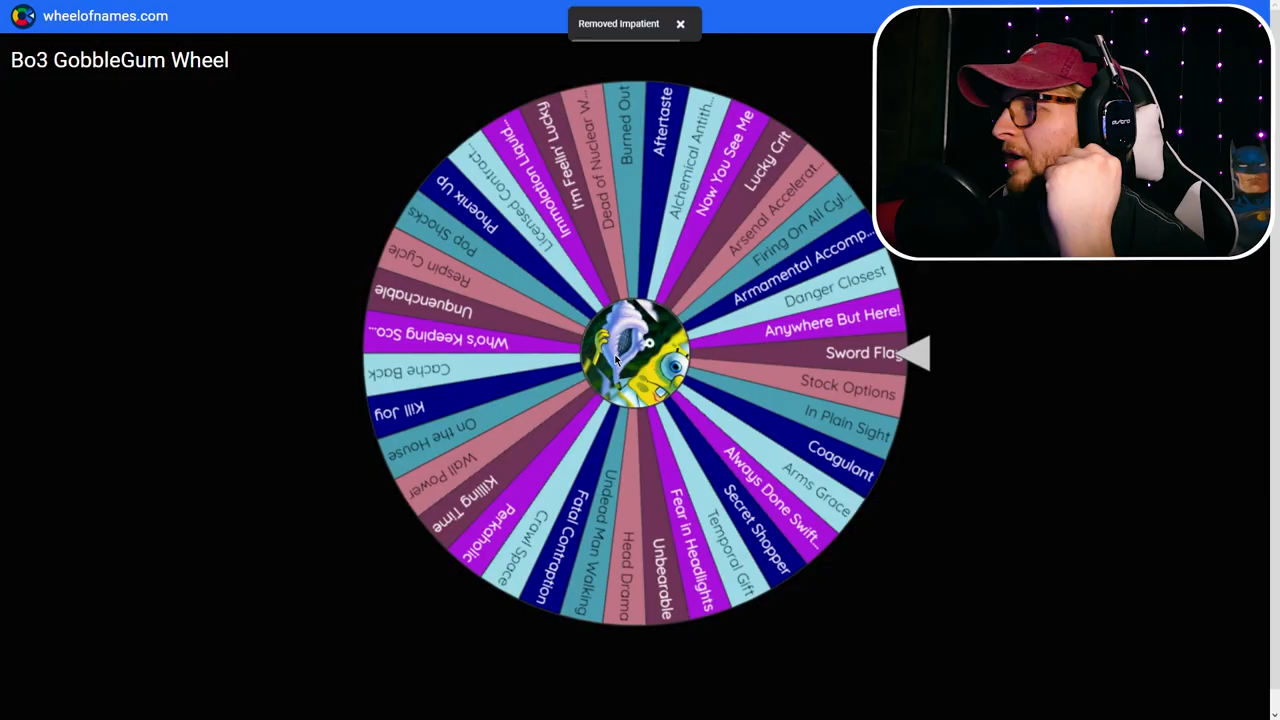 wheelofnames.com
Removed Impatient
Bo3 GobbleGum Wheel
Burned Out
Aftertaste
Alchemical Antith...
Now You See Me
Lucky Crit
Arsenal Accelerat...
Firing On All Cyl...
Armamental Accomp...
Danger Closest
Anywhere But Here!
Sword Flay
Stock Options
In Plain Sight
Coagulant
Arms Grace
Always Done Swift...
Secret Shopper
Temporal Gift
Fear in Headlights
Unbearable
Head Drama
Undead Man Walking
Fatal Contraption
Crawl Space
Perkaholic
Killing Time
Wall Power
On the House
Kill Joy
Cache Back
Who's Keeping Sco...
Unquenchable
Respin Cycle
Pop Shocks
Phoenix Up
Licensed Contract...
Immolation Liquid...
I'm Feelin' Lucky
Dead of Nuclear W...
astro